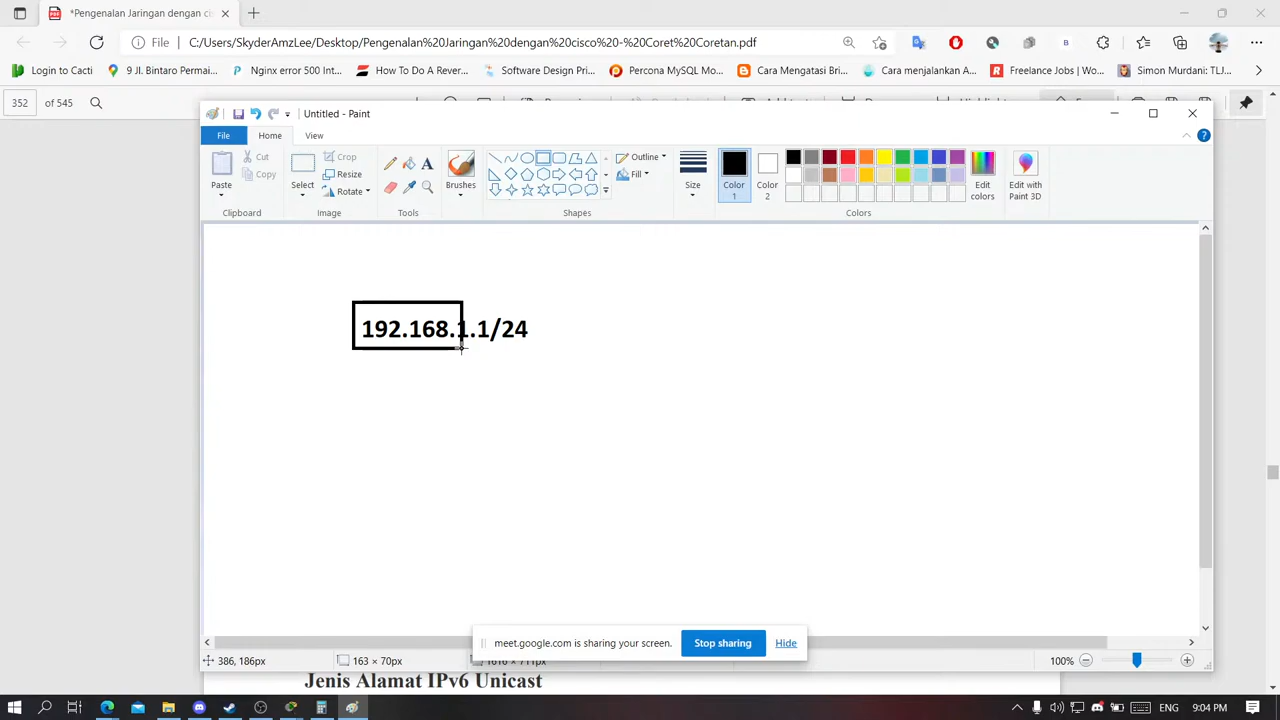 *Pengenalan Jaringan dengan cis
File
C:/Users/SkyderAmzLee/Desktop/Pengenalan%20Jaringan%20dengan%20cisco%20-%20Coret%20Coretan.pdf
Login to Cacti
9 Jl. Bintaro Permai...
Nginx error 500 Int...
How To Do A Rever...
Software Design Pri...
Percona MySQL Mo...
Cara Mengatasi Bri...
Cara menjalankan A...
Freelance Jobs | Wo...
Simon Mardani: TLJ...
352 of 545
Untitled - Paint
File
Home
View
Paste
Cut
Copy
Clipboard
Select
Crop
Resize
Rotate
Image
Tools
Brushes
Shapes
Outline
Fill
Size
Color 1
Color 2
Colors
Edit colors
Edit with Paint 3D
192.168.1.1/24
meet.google.com is sharing your screen.
Stop sharing
Hide
386, 186px
163 × 70px
100%
Jenis Alamat IPv6 Unicast
ENG
9:04 PM